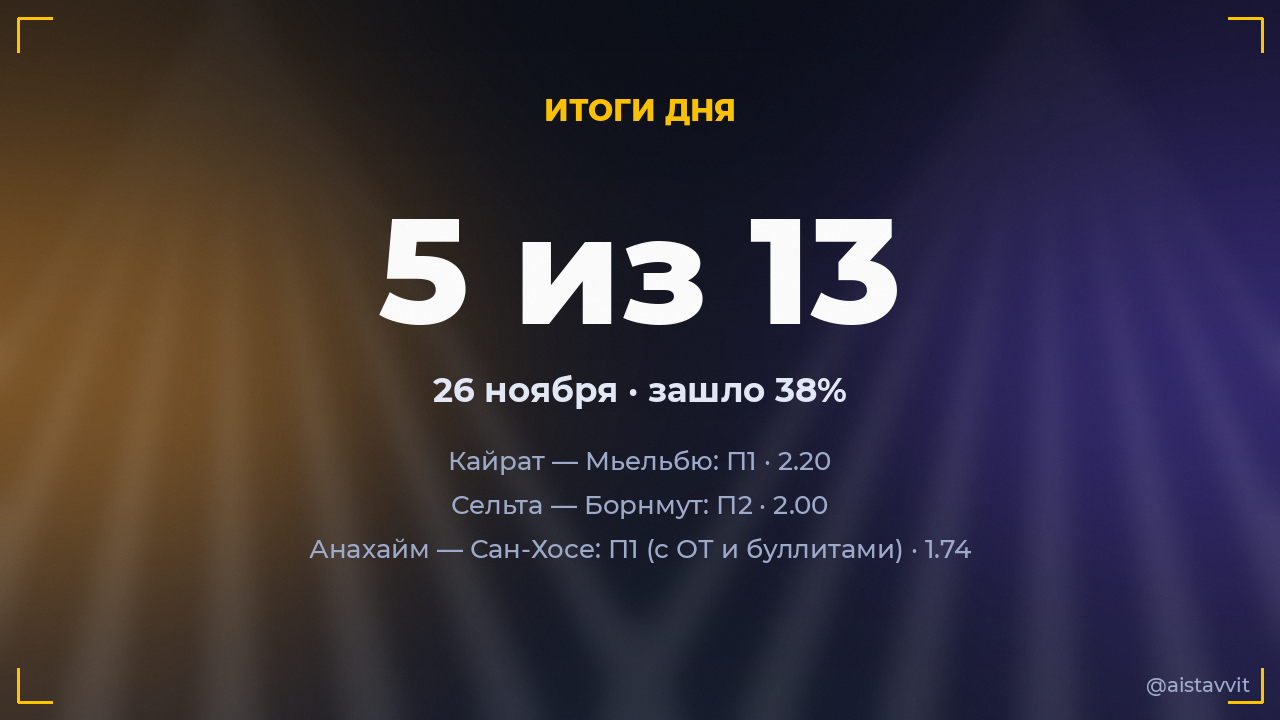 ИТОГИ ДНЯ
5 из 13
26 ноября · зашло 38%
Кайрат — Мьельбю: П1 · 2.20
Сельта — Борнмут: П2 · 2.00
Анахайм — Сан-Хосе: П1 (с ОТ и буллитами) · 1.74
@aistavvit